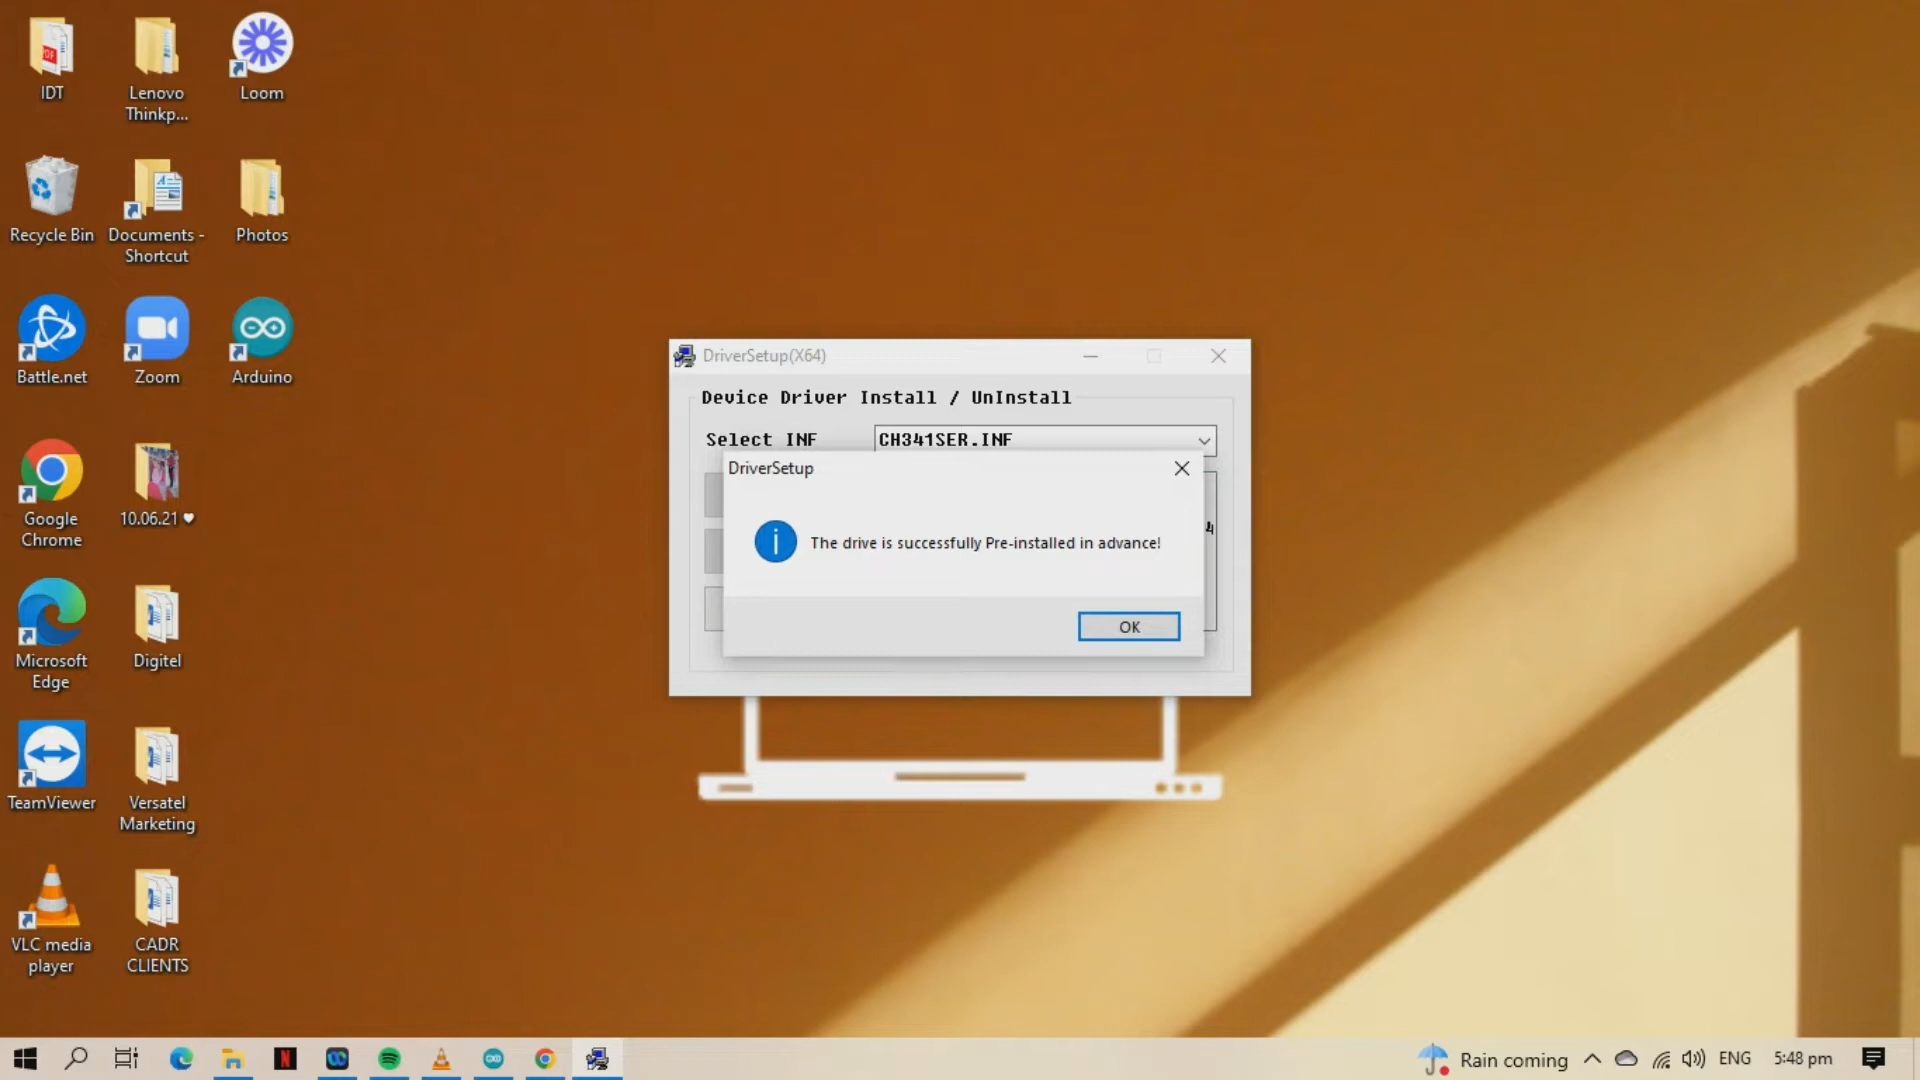 IDT
Lenovo
Thinkp...
Loom
Recycle Bin
Documents -
Shortcut
Photos
Battle.net
Zoom
Arduino
Google
Chrome
10.06.21 ♥
Microsoft
Edge
Digitel
TeamViewer
Versatel
Marketing
VLC media
player
CADR
CLIENTS
DriverSetup(X64)
Device Driver Install / UnInstall
Select INF
CH341SER.INF
DriverSetup
The drive is successfully Pre-installed in advance!
4
OK
Rain coming
ENG
5:48 pm